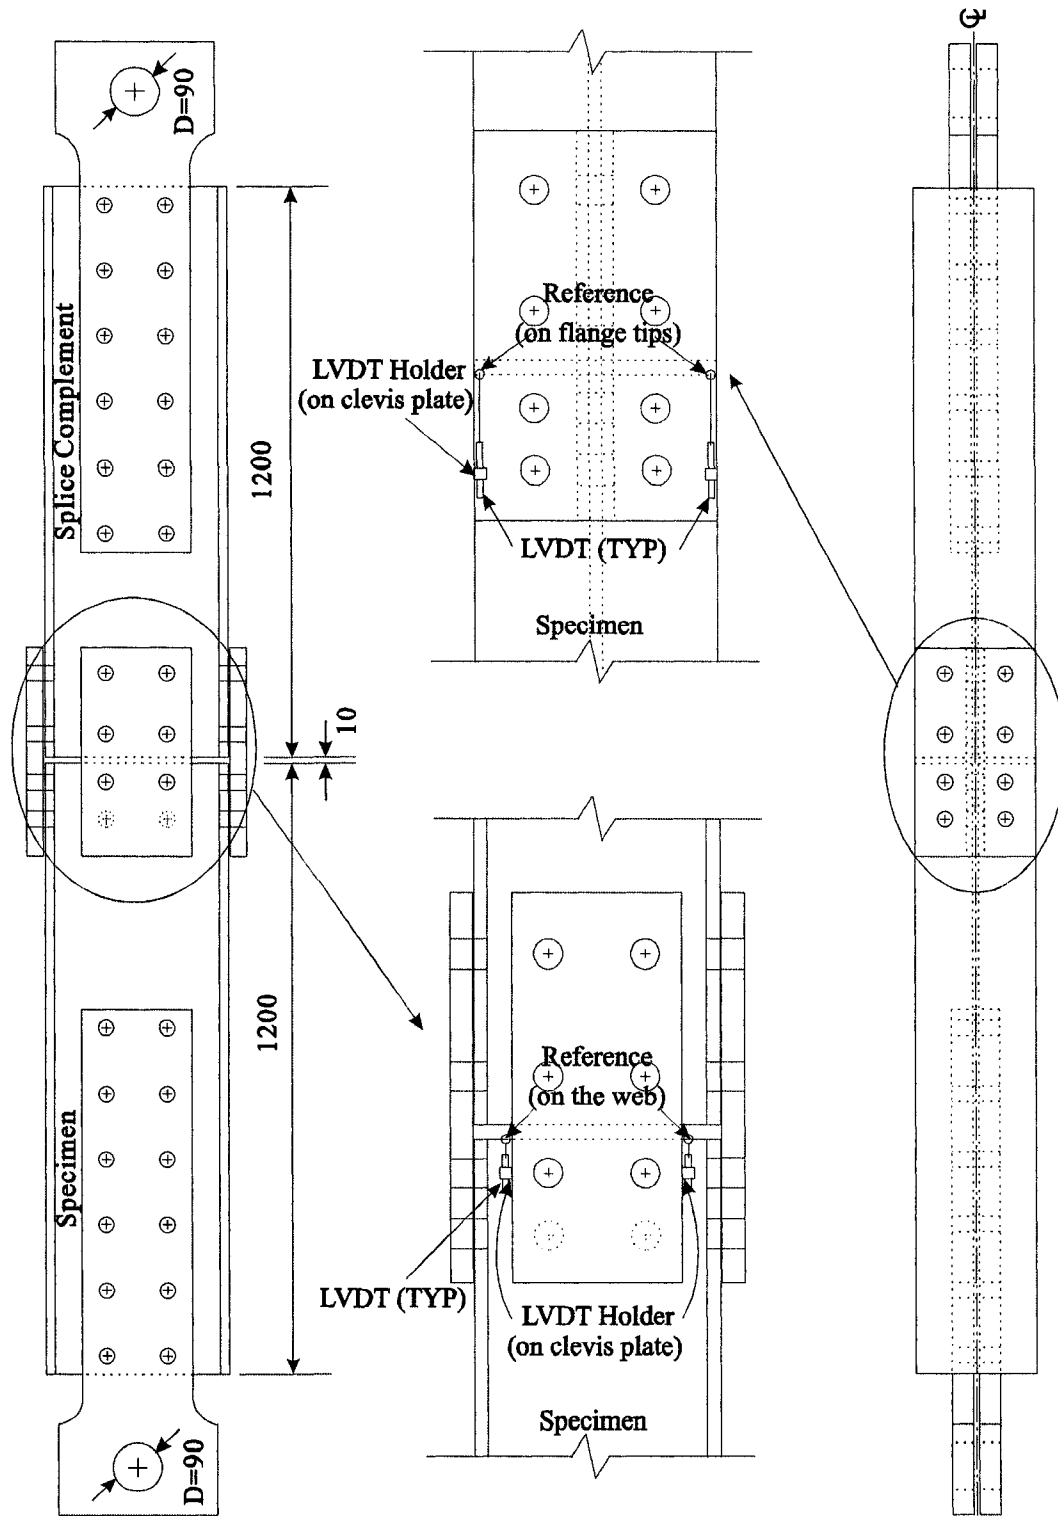 D=90
Splice Complement
1200
10
1200
Specimen
D=90
Reference
(on flange tips)
LVDT Holder
(on clevis plate)
LVDT (TYP)
Specimen
Reference
(on the web)
LVDT (TYP)
LVDT Holder
(on clevis plate)
Specimen